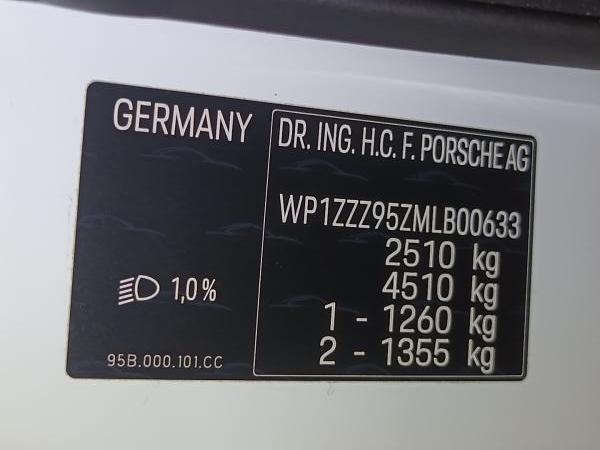 GERMANY
1,0%
95B.000.101.CC
DR. ING. H.C. F. PORSCHE AG
WP1ZZZ95ZMLB00633
2510 kg
4510 kg
1 - 1260 kg
2 - 1355 kg